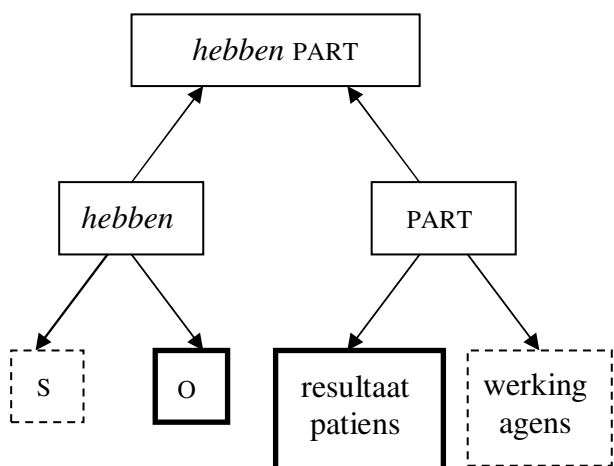 hebben PART
hebben
PART
S
O
resultaat
patiens
werking
agens